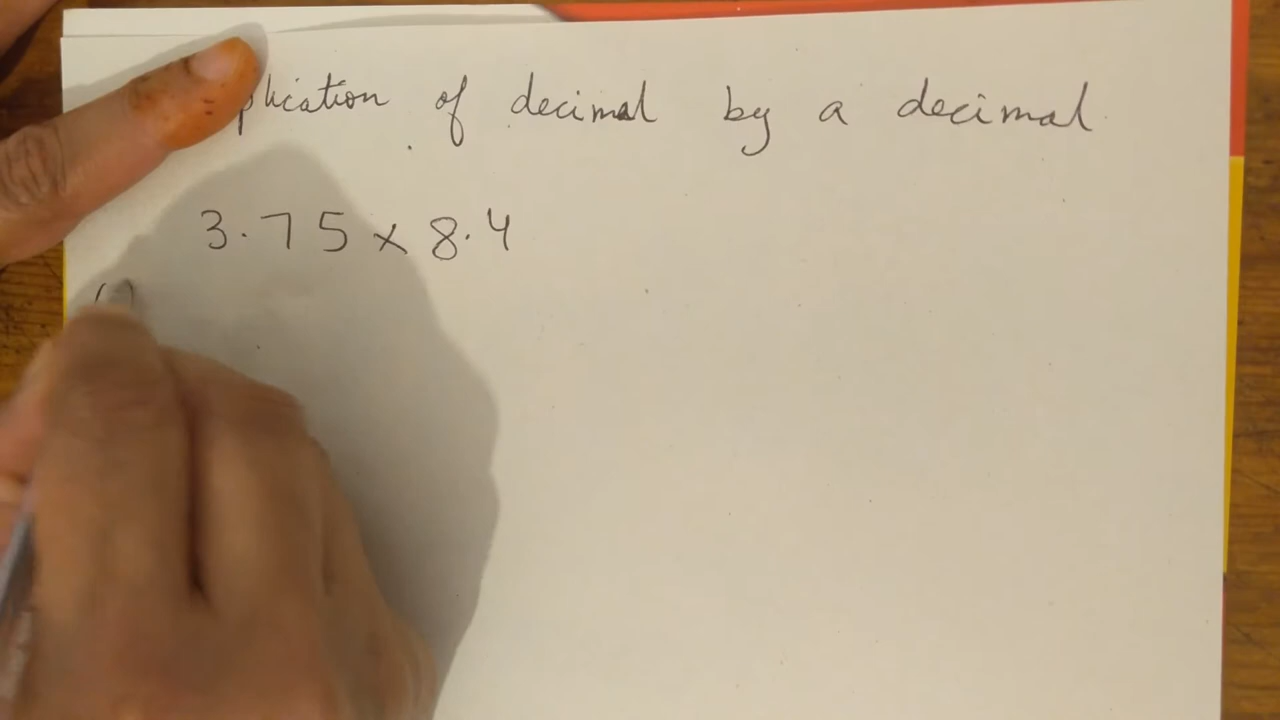 plication of decimal by a decimal
3.75 x 8.4
(